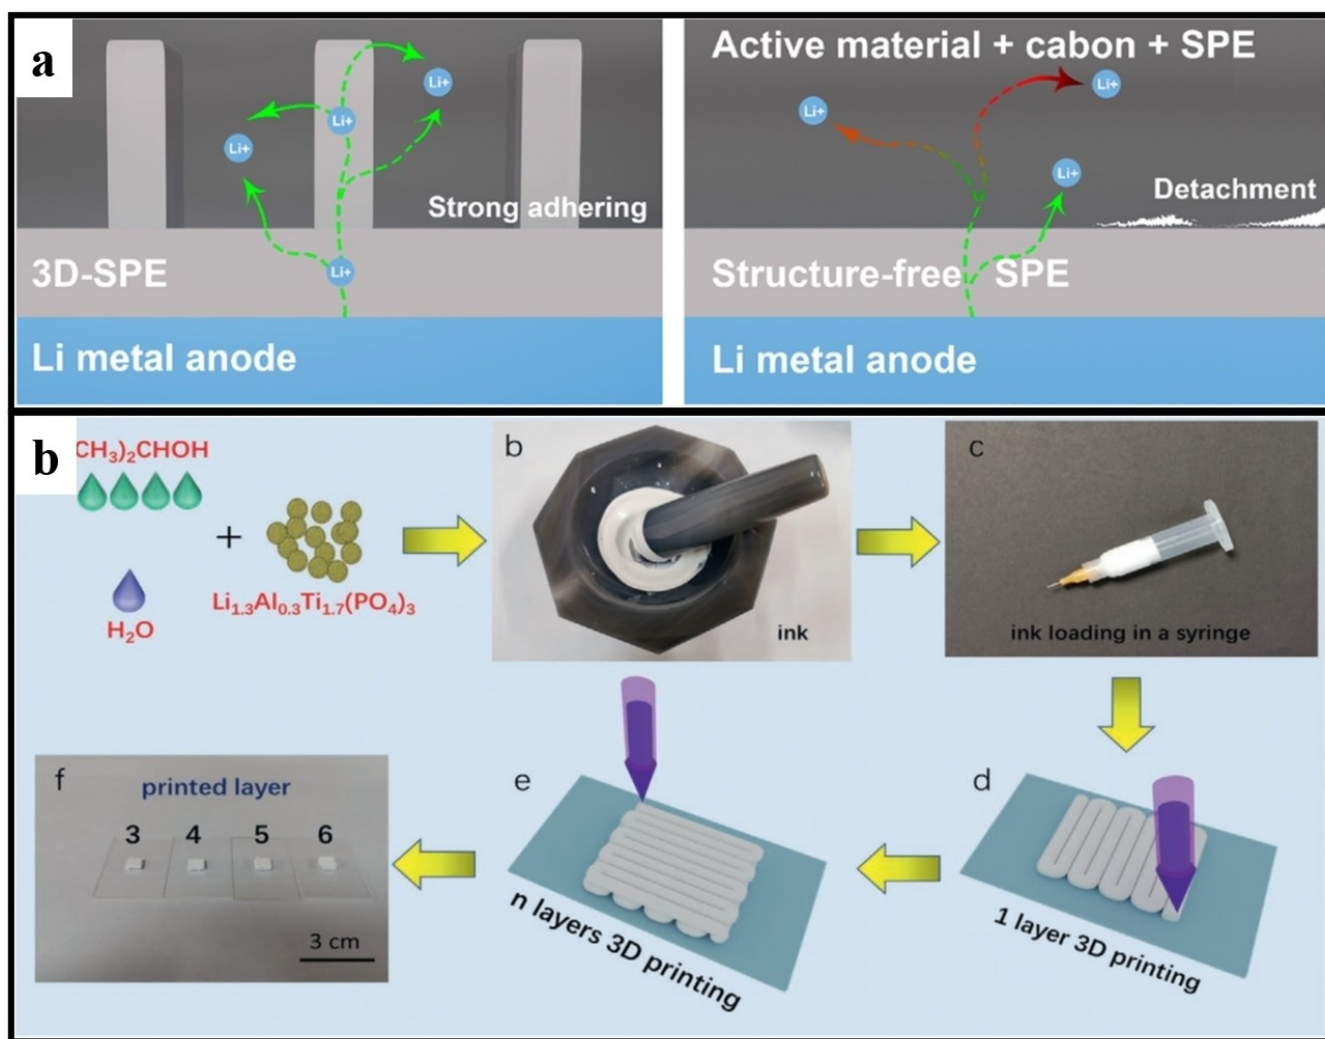 a
Li+
Li+
Li+
Li+
Strong adhering
3D-SPE
Li metal anode
Active material + cabon + SPE
Li+
Li+
Li+
Detachment
Structure-free SPE
Li metal anode
b
CH₃)₂CHOH
+
Li₁.₃Al₀.₃Ti₁.₇(PO₄)₃
H₂O
b
ink
c
ink loading in a syringe
d
1 layer 3D printing
e
n layers 3D printing
f
printed layer
3 4 5 6
3 cm